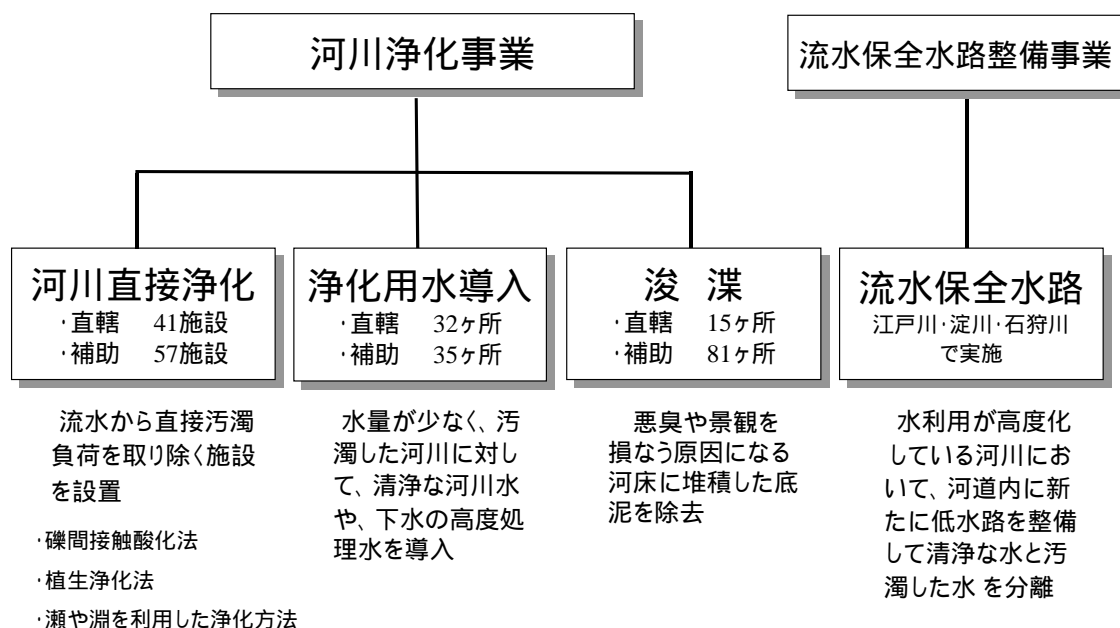 河川浄化事業
流水保全水路整備事業
河川直接浄化
・直轄 41施設
・補助 57施設
浄化用水導入
・直轄 32ヶ所
・補助 35ヶ所
浚 渫
・直轄 15ヶ所
・補助 81ヶ所
流水保全水路
江戸川・淀川・石狩川
で実施
流水から直接汚濁
負荷を取り除く施設
を設置
・礫間接触酸化法
・植生浄化法
・瀬や淵を利用した浄化方法
水量が少なく、汚
濁した河川に対し
て、清浄な河川水
や、下水の高度処
理水を導入
悪臭や景観を
損なう原因になる
河床に堆積した底
泥を除去
水利用が高度化
している河川にお
いて、河道内に新
たに低水路を整備
して清浄な水と汚
濁した水 を分離